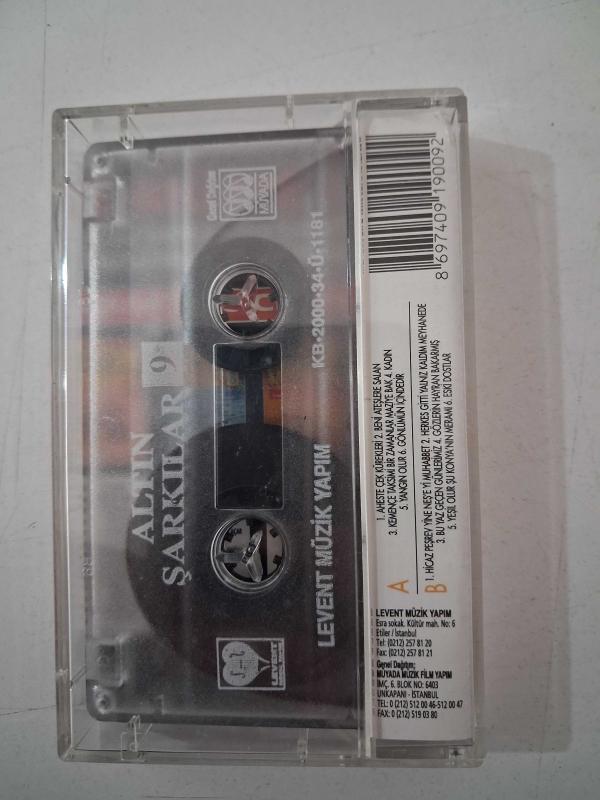 ALTIN
ŞARKILAR 9
Genel Dağıtım
MÜYADA
LEVENT
LEVENT MÜZİK YAPIM
KB-2000-34-Ü-1181
8 697409 190092
A
1. AHESTE ÇEK KÜREKLERİ 2. BENİ ATEŞLERE SALAN
3. KEMENÇE TAKSİMİ BİR ZAMANLAR MAZİYE BAK 4. KADIN
5. YANGIN OLUR 6. GÖNLÜMÜN İÇİNDEDİR
B
1. HİCAZ PEŞREV YİNE NEŞ'E Yİ MUHABBET 2. HERKES GİTTİ YALNIZ KALDIM MEYHANEDE
3. BU YAZ GEÇEN GÜNLERİMİZ 4. GÖZLERİN HAYRAN BAKARMIŞ
5. YEŞİL OLUR ŞU KONYA'NIN MERAMI 6. ESKİ DOSTLAR
LEVENT MÜZİK YAPIM
Esra sokak. Kültür mah. No: 6
Etiler / İstanbul
Tel: (0212) 257 81 20
Fax: (0212) 257 81 21
Genel Dağıtım;
MÜYADA MÜZİK FİLM YAPIM
İMÇ. 6. BLOK NO: 6403
UNKAPANI - İSTANBUL
TEL: 0 (212) 512 00 46-512 00 47
FAX: 0 (212) 519 03 80